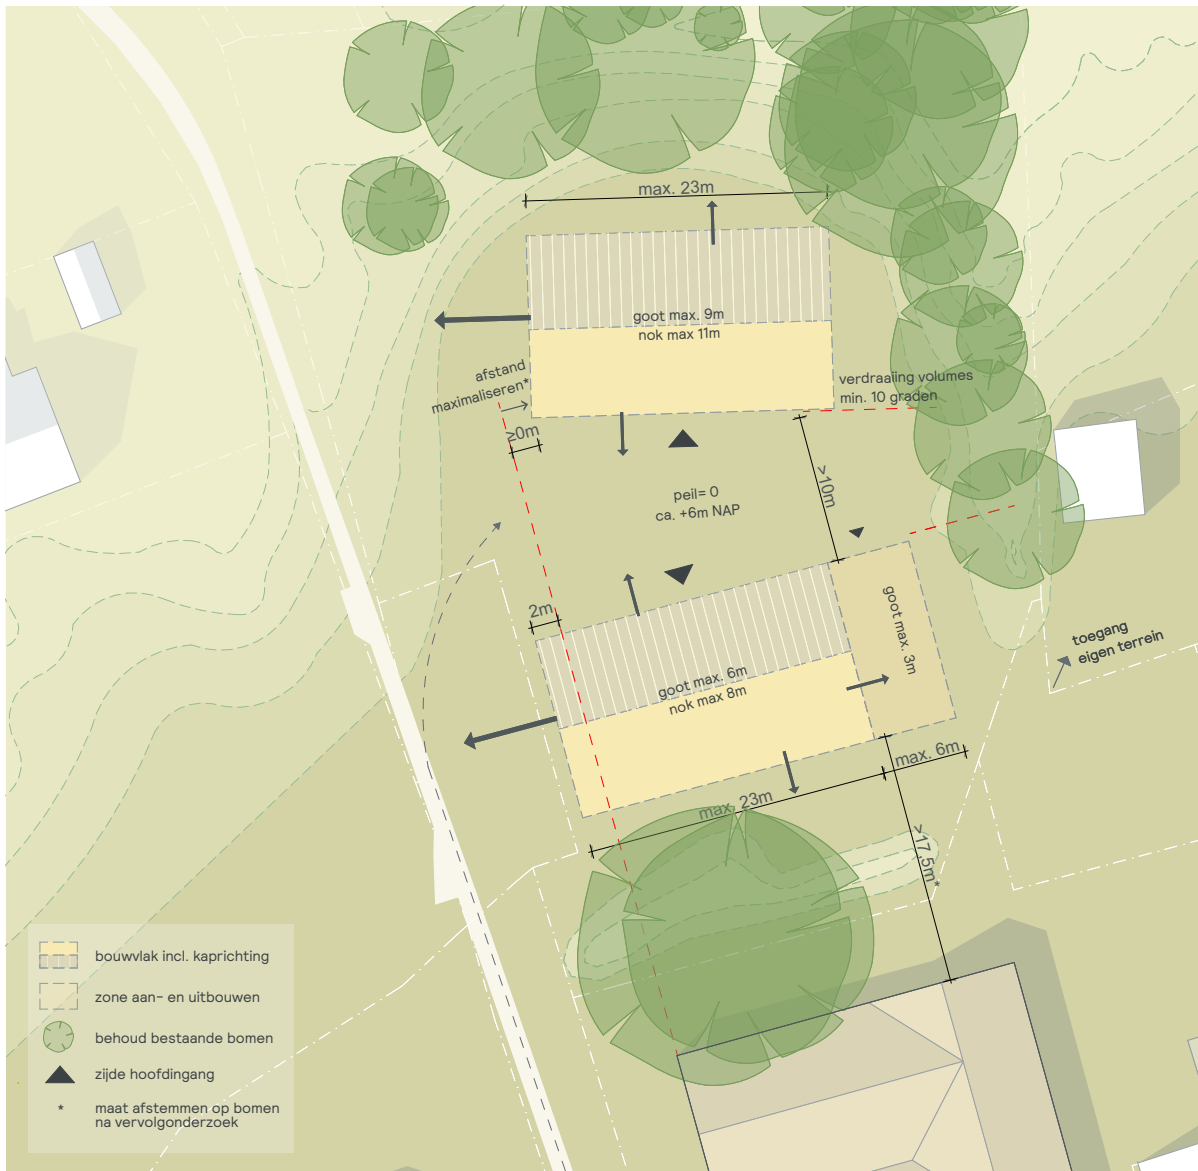 max. 23m
goot max. 9m
nok max 11m
afstand
maximaliseren*
≥0m
verdraaiing volumes
min. 10 graden
>10m
peil= 0
ca. +6m NAP
2m
goot max. 3m
toegang
eigen terrein
goot max. 6m
nok max 8m
max. 6m
max. 23m
>17,5m*
bouwvlak incl. kaprichting
zone aan- en uitbouwen
behoud bestaande bomen
zijde hoofdingang
* maat afstemmen op bomen
na vervolgonderzoek